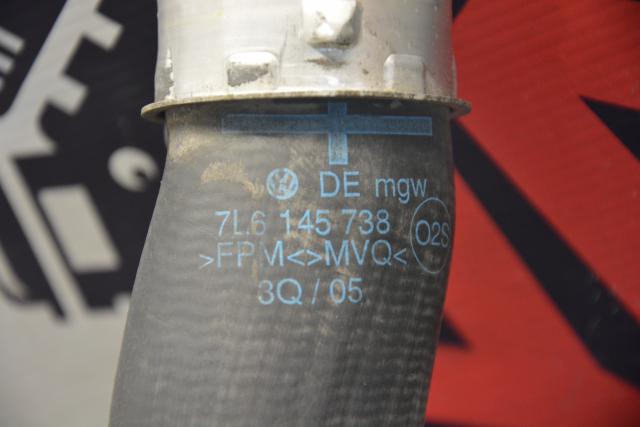 DE mgw
7L6 145 738
>FPM<>MVQ< O2S
3Q / 05